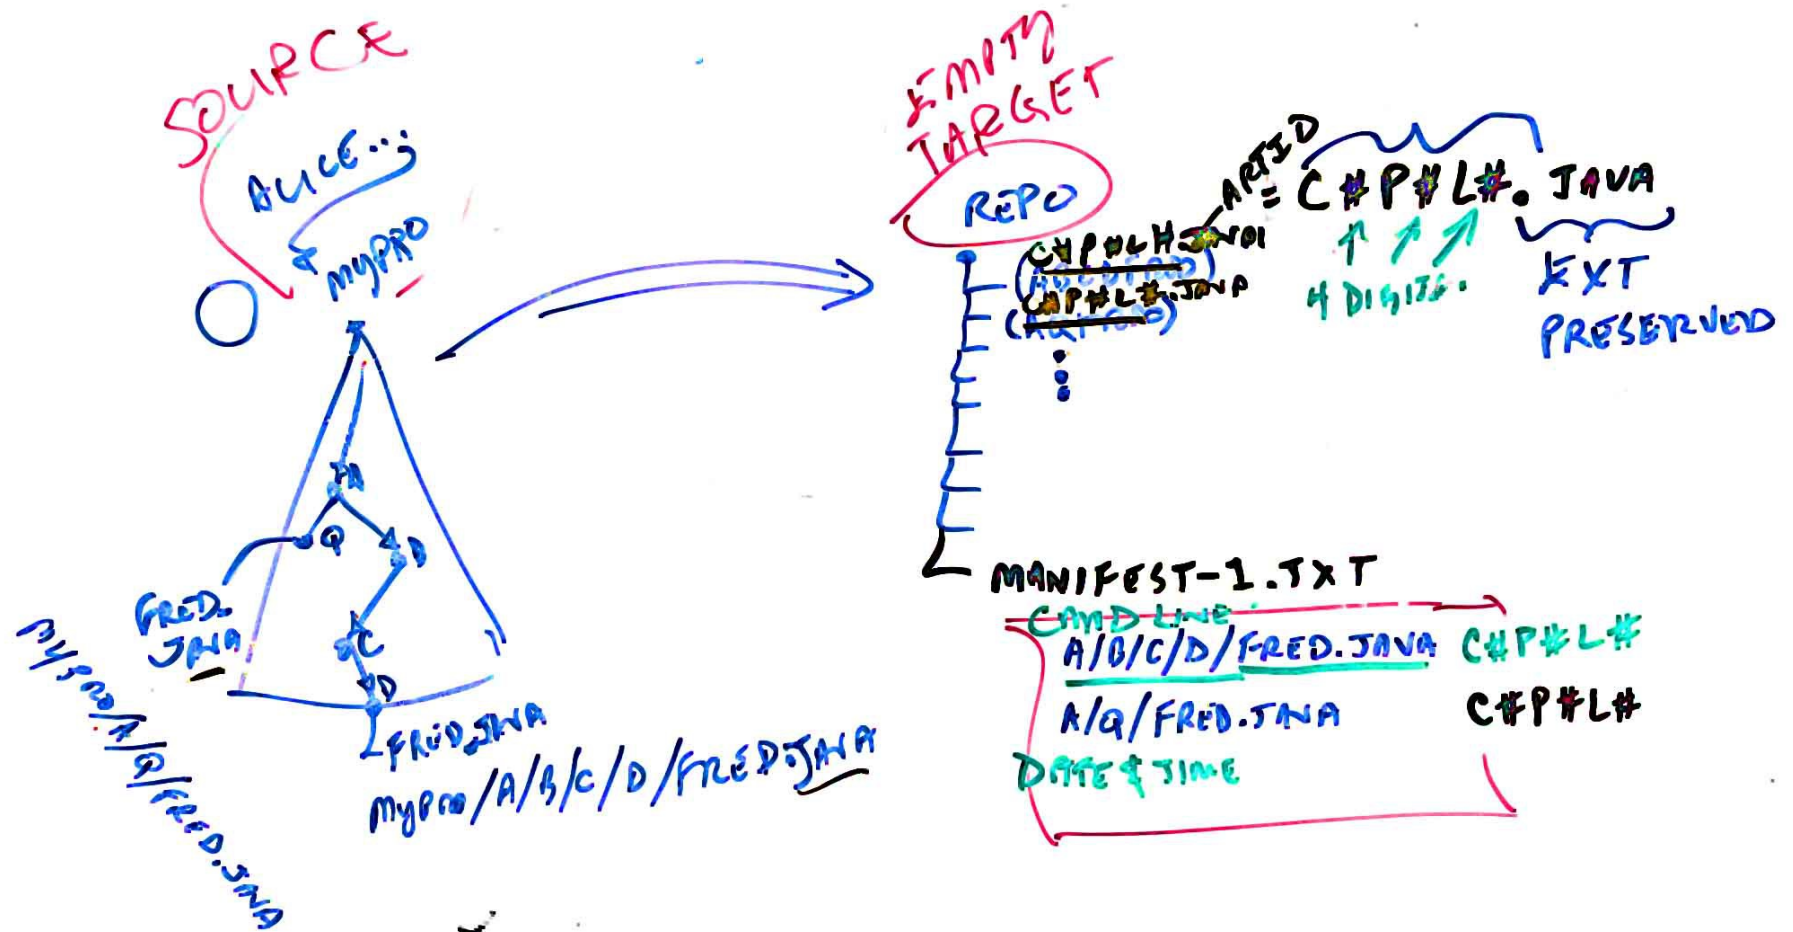 SOURCE
ALICE...
MYPRO
A
Q
B
C
D
FRED.
JAVA
FRED.JAVA
MYPRO/A/B/C/D/FRED.JAVA
MYPRO/A/Q/FRED.JAVA
EMPTY
TARGET
REPO
C#P#L#.JAVA
C#P#L#.JAVA
ARTID
= C#P#L#.JAVA
4 DIGITS.
EXT
PRESERVED
MANIFEST-1.TXT
CMD LINE
A/B/C/D/FRED.JAVA C#P#L#
A/Q/FRED.JAVA C#P#L#
DATE & TIME